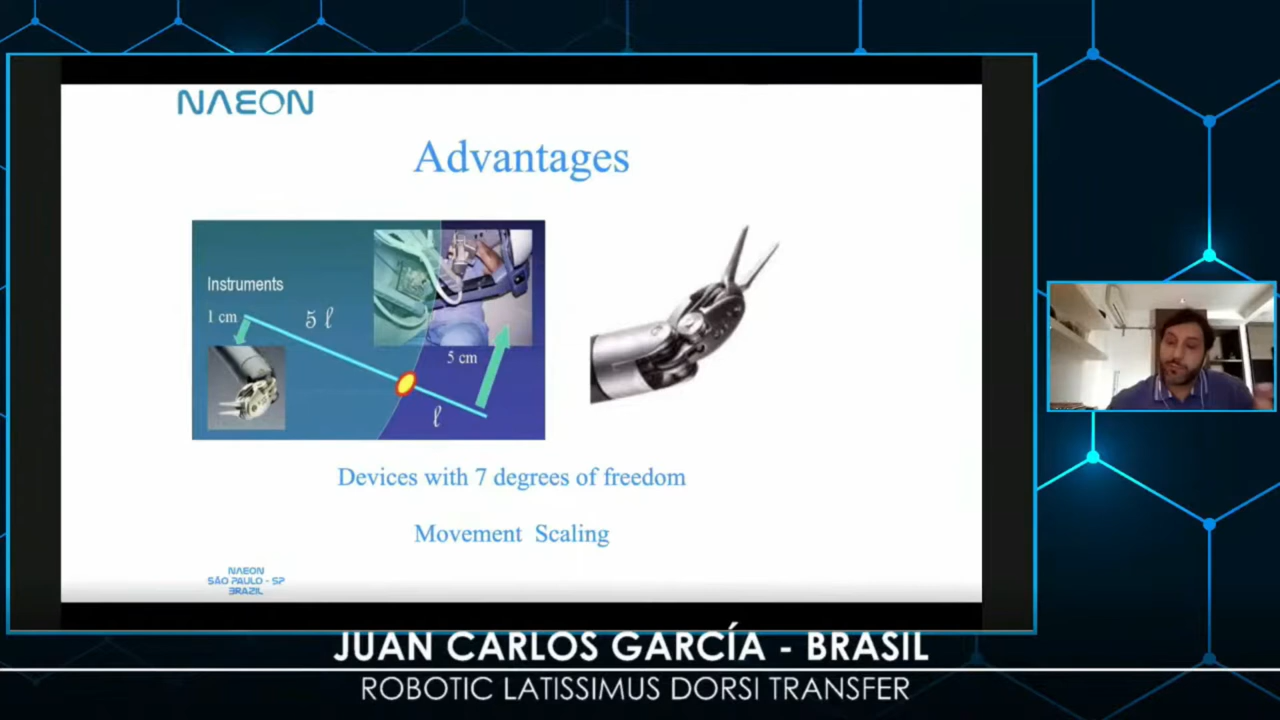 NAEON
Advantages
Instruments
1 cm
5 ℓ
5 cm
ℓ
Devices with 7 degrees of freedom
Movement Scaling
NAEON
SÃO PAULO - SP
BRAZIL
JUAN CARLOS GARCÍA - BRASIL
ROBOTIC LATISSIMUS DORSI TRANSFER